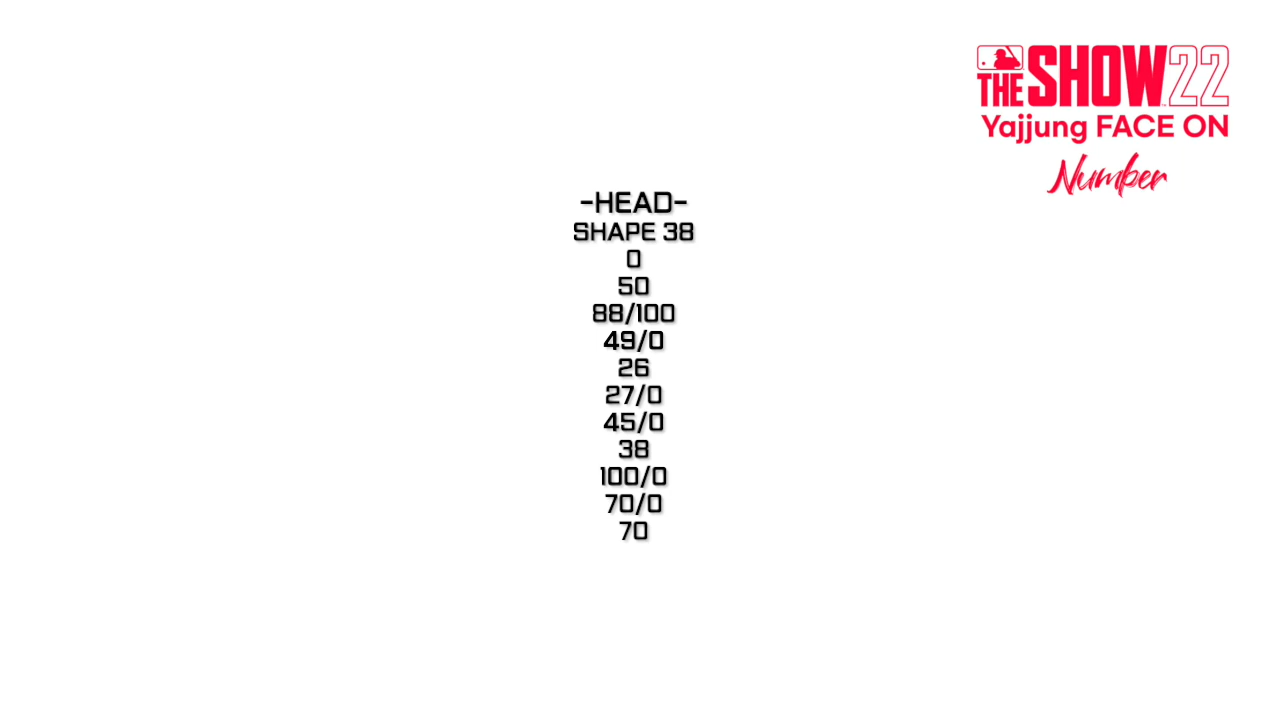 THE SHOW 22
Yajjung FACE ON
Number
-HEAD-
SHAPE 38
0
50
88/100
49/0
26
27/0
45/0
38
100/0
70/0
70